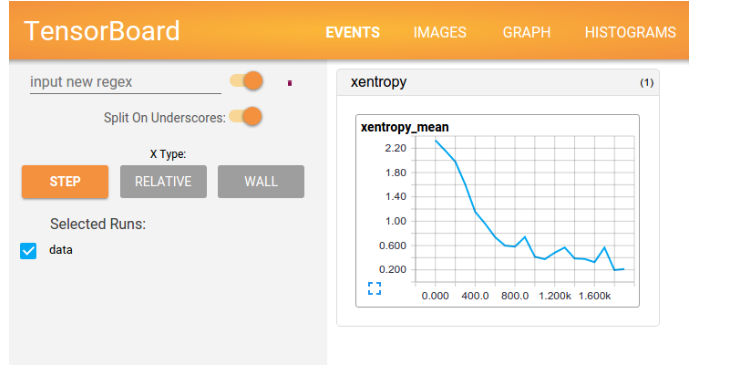 TensorBoard
EVENTS IMAGES GRAPH HISTOGRAMS
input new regex
Split On Underscores:
X Type:
STEP RELATIVE WALL
Selected Runs:
data
xentropy (1)
xentropy_mean
2.20
1.80
1.40
1.00
0.600
0.200
0.000 400.0 800.0 1.200k 1.600k